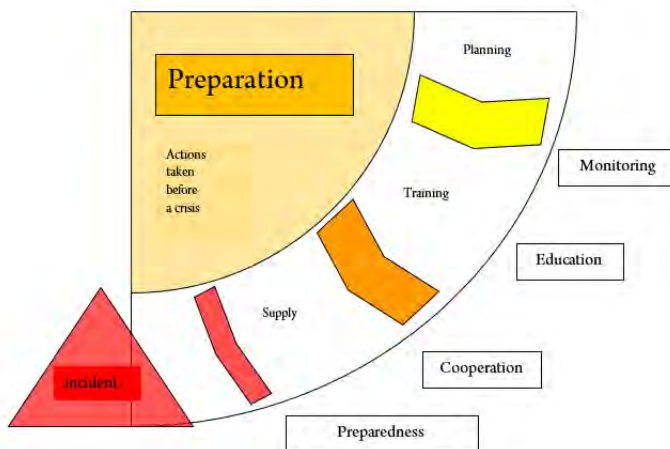 Planning
Preparation
Actions
taken
before
a crisis
Monitoring
Training
Education
Supply
Cooperation
incident
Preparedness